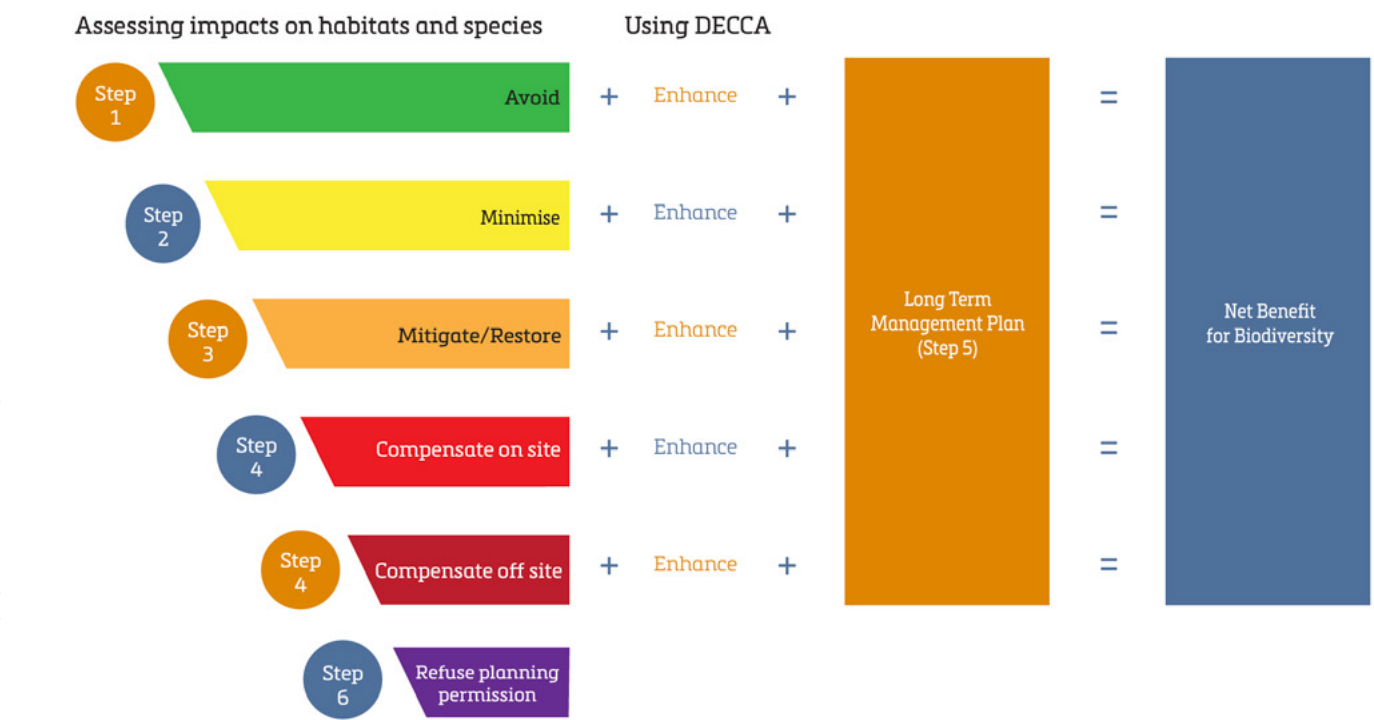 Assessing impacts on habitats and species
Using DECCA
Step
1
Avoid
+ Enhance +
=
Step
2
Minimise
+ Enhance +
=
Step
3
Mitigate/Restore
+ Enhance +
=
Long Term
Management Plan
(Step 5)
Net Benefit
for Biodiversity
Step
4
Compensate on site
+ Enhance +
=
Step
4
Compensate off site
+ Enhance +
=
Step
6
Refuse planning
permission